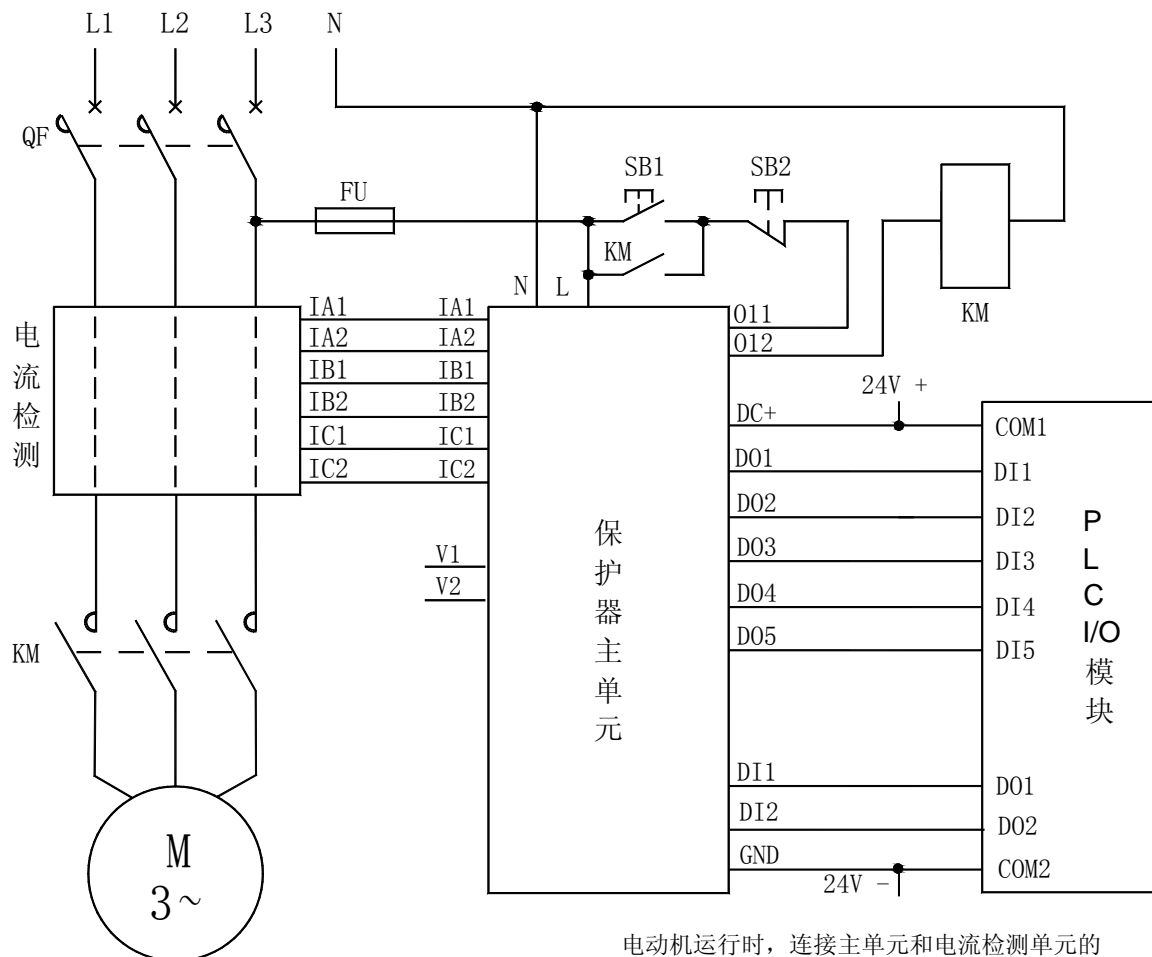 L1 L2 L3 N
QF
FU
SB1 SB2
KM
KM
N L
电流检测
IA1 IA1
IA2 IA2
IB1 IB1
IB2 IB2
IC1 IC1
IC2 IC2
V1
V2
保护器主单元
O11
O12
24V +
DC+ COM1
DO1 DI1
DO2 DI2
DO3 DI3
DO4 DI4
DO5 DI5
PLC I/O模块
DI1 DO1
DI2 DO2
GND COM2
24V -
KM
M
3~
电动机运行时，连接主单元和电流检测单元的